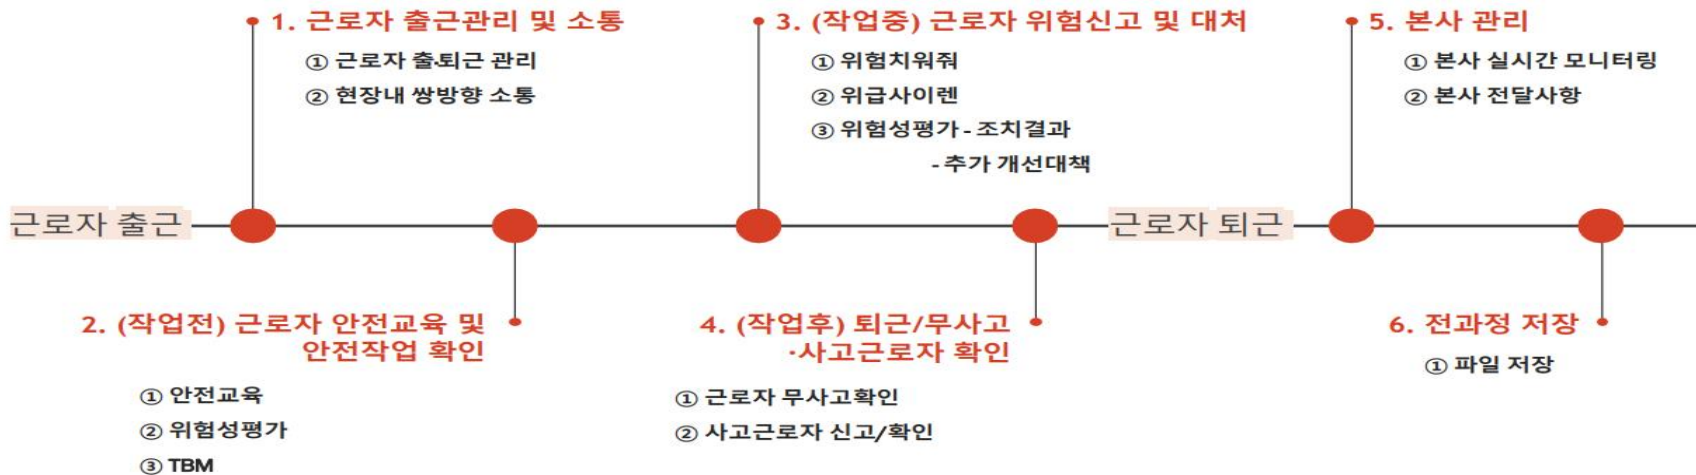 1. 근로자 출근관리 및 소통
① 근로자 출·퇴근 관리
② 현장내 쌍방향 소통
3. (작업중) 근로자 위험신고 및 대처
① 위험치워줘
② 위급사이렌
③ 위험성평가 - 조치결과
- 추가 개선대책
5. 본사 관리
① 본사 실시간 모니터링
② 본사 전달사항
근로자 출근
근로자 퇴근
2. (작업전) 근로자 안전교육 및
안전작업 확인
① 안전교육
② 위험성평가
③ TBM
4. (작업후) 퇴근/무사고
·사고근로자 확인
① 근로자 무사고확인
② 사고근로자 신고/확인
6. 전과정 저장
① 파일 저장